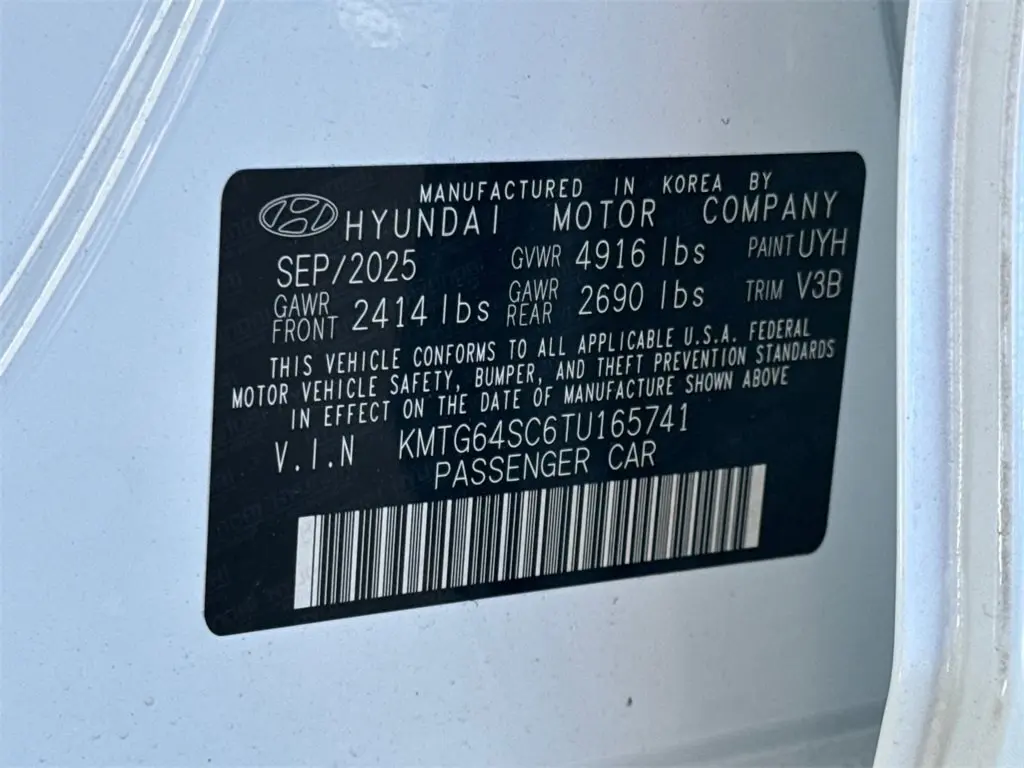 MANUFACTURED IN KOREA BY
HYUNDAI MOTOR COMPANY
SEP/2025 GVWR 4916 lbs PAINT UYH
GAWR FRONT 2414 lbs GAWR REAR 2690 lbs TRIM V3B
THIS VEHICLE CONFORMS TO ALL APPLICABLE U.S.A. FEDERAL
MOTOR VEHICLE SAFETY, BUMPER, AND THEFT PREVENTION STANDARDS
IN EFFECT ON THE DATE OF MANUFACTURE SHOWN ABOVE
V.I.N KMTG64SC6TU165741
PASSENGER CAR